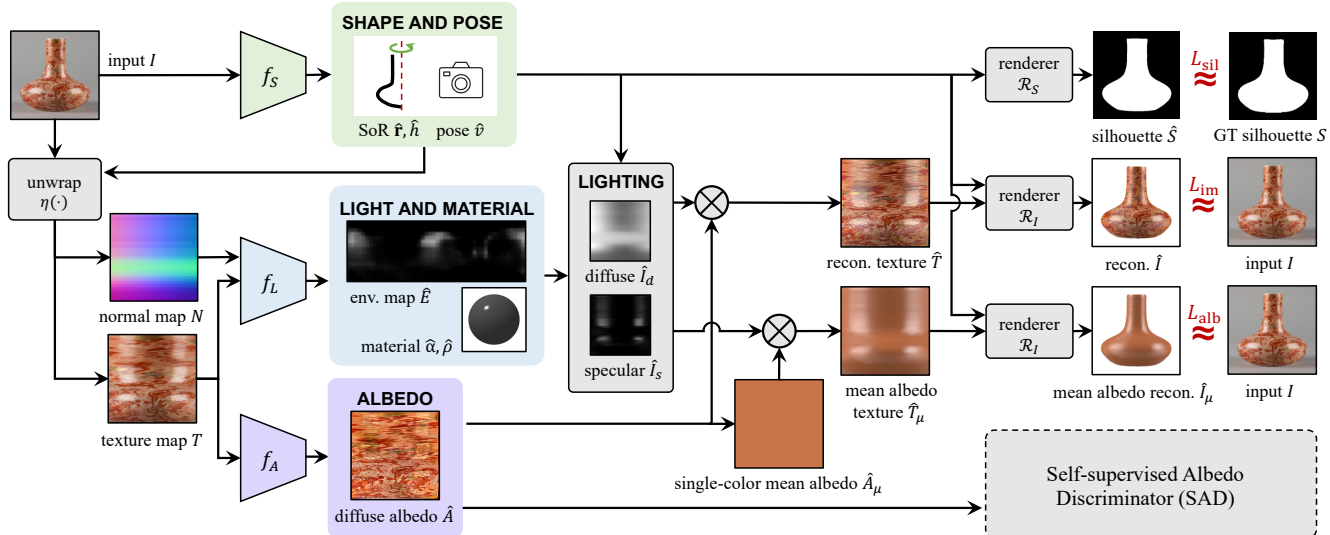 SHAPE AND POSE
input I
f_S
SoR r̂, ĥ
pose v̂
renderer
ℛ_S
L_sil
≈
silhouette Ŝ
GT silhouette S
unwrap
η(·)
LIGHT AND MATERIAL
LIGHTING
normal map N
f_L
env. map Ê
material α̂, ρ̂
diffuse Î_d
specular Î_s
recon. texture T̂
renderer
ℛ_I
L_im
≈
recon. Î
input I
texture map T
f_A
ALBEDO
diffuse albedo Â
single-color mean albedo Â_μ
mean albedo
texture T̂_μ
renderer
ℛ_I
L_alb
≈
mean albedo recon. Î_μ
input I
Self-supervised Albedo
Discriminator (SAD)